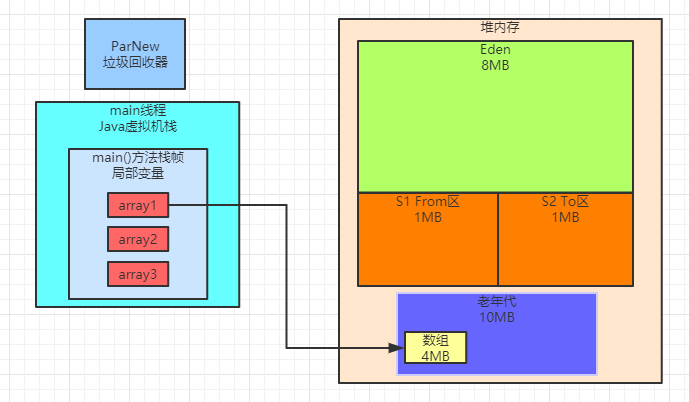 ParNew
垃圾回收器
main线程
Java虚拟机栈
main()方法栈帧
局部变量
array1
array2
array3
堆内存
Eden
8MB
S1 From区
1MB
S2 To区
1MB
老年代
10MB
数组
4MB